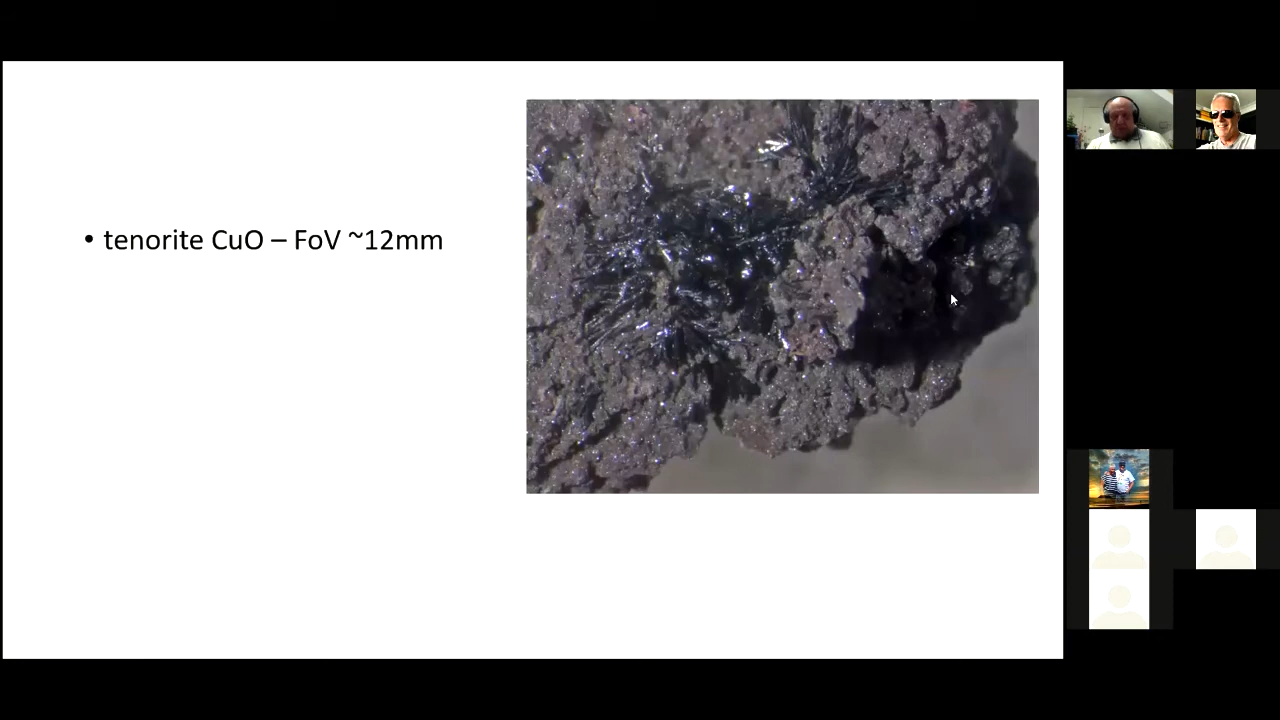 • tenorite CuO – FoV ~12mm